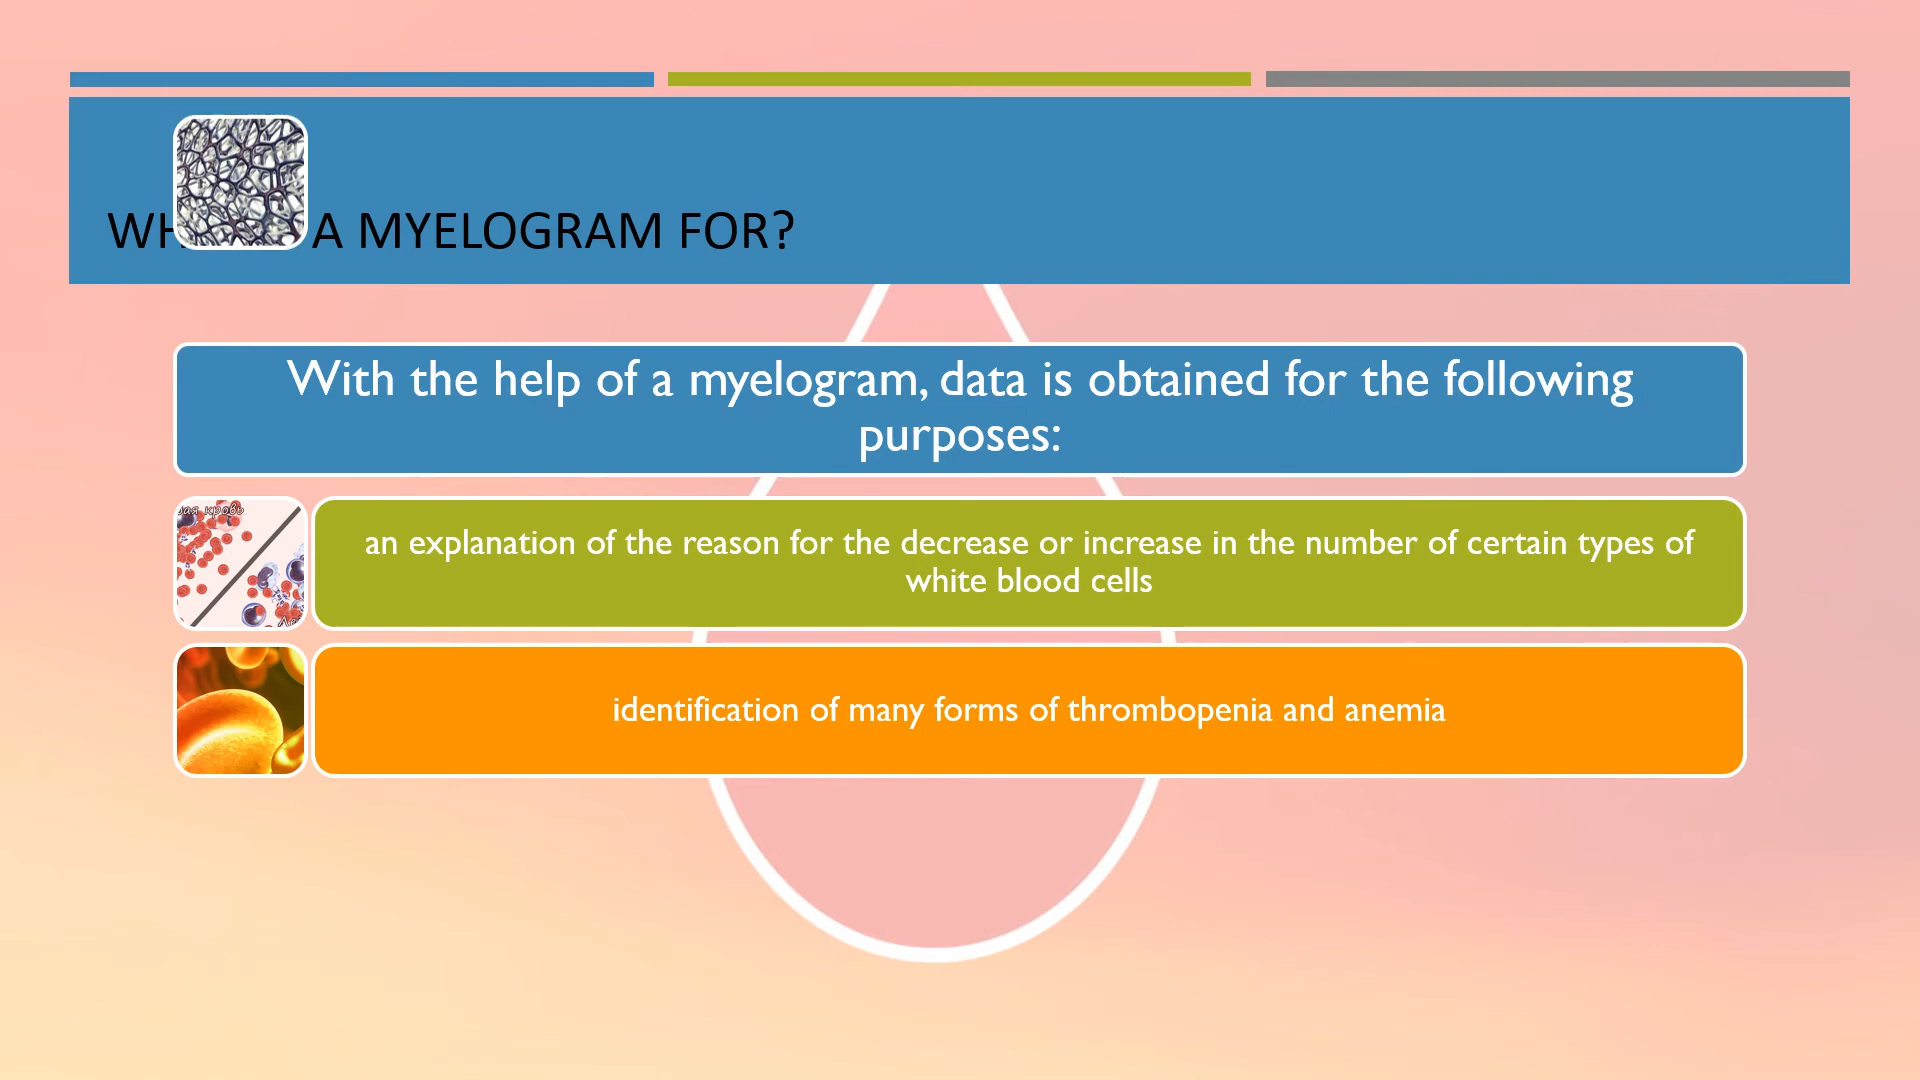 WH A MYELOGRAM FOR?
With the help of a myelogram, data is obtained for the following
purposes:
an explanation of the reason for the decrease or increase in the number of certain types of
white blood cells
кровь
identification of many forms of thrombopenia and anemia